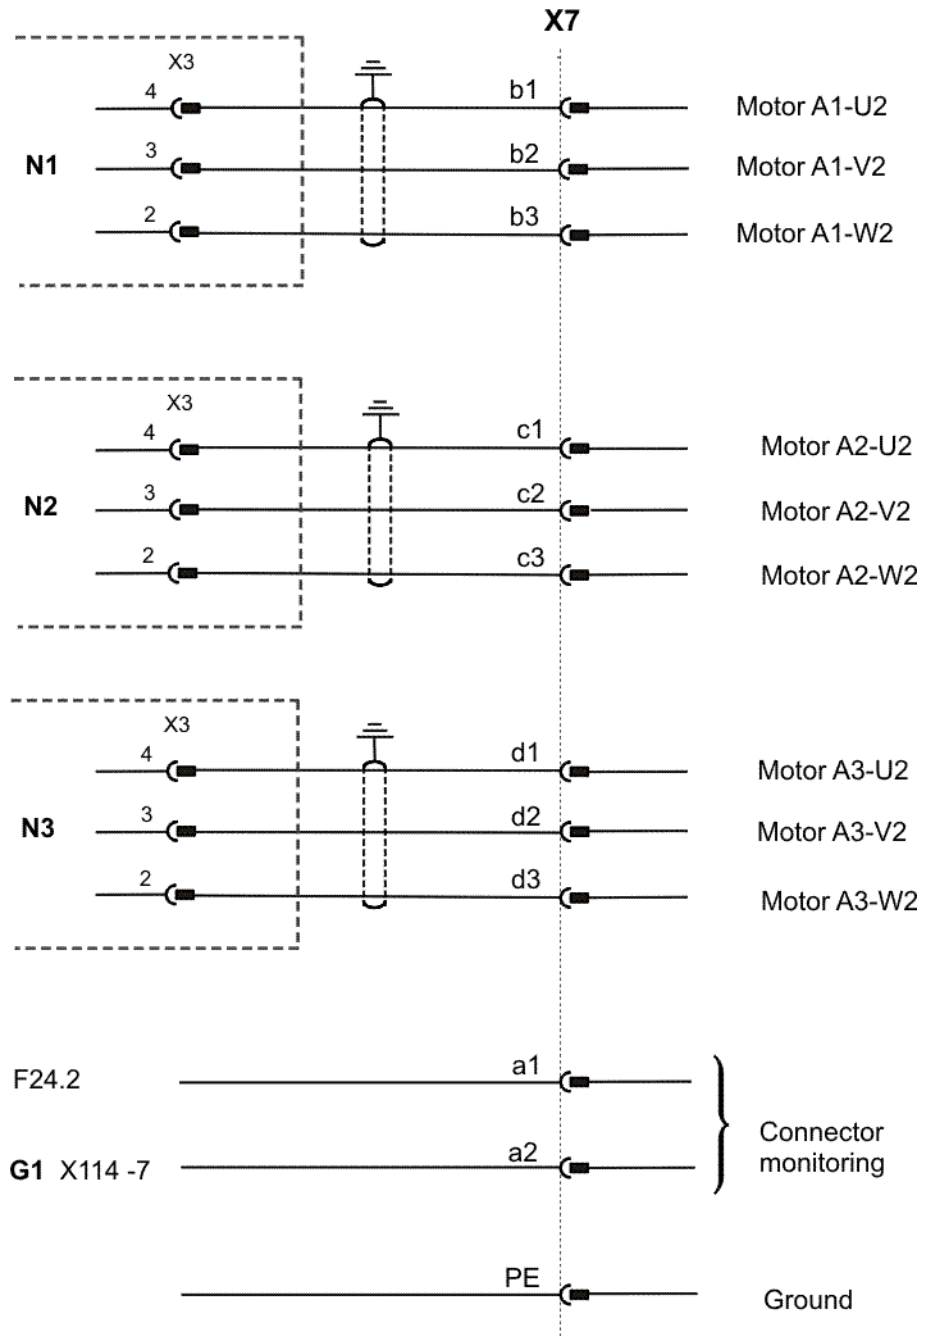 X7
X3
4 b1 Motor A1-U2
N1 3 b2 Motor A1-V2
2 b3 Motor A1-W2
X3
4 c1 Motor A2-U2
N2 3 c2 Motor A2-V2
2 c3 Motor A2-W2
X3
4 d1 Motor A3-U2
N3 3 d2 Motor A3-V2
2 d3 Motor A3-W2
F24.2 a1
Connector
monitoring
G1 X114 -7 a2
PE Ground